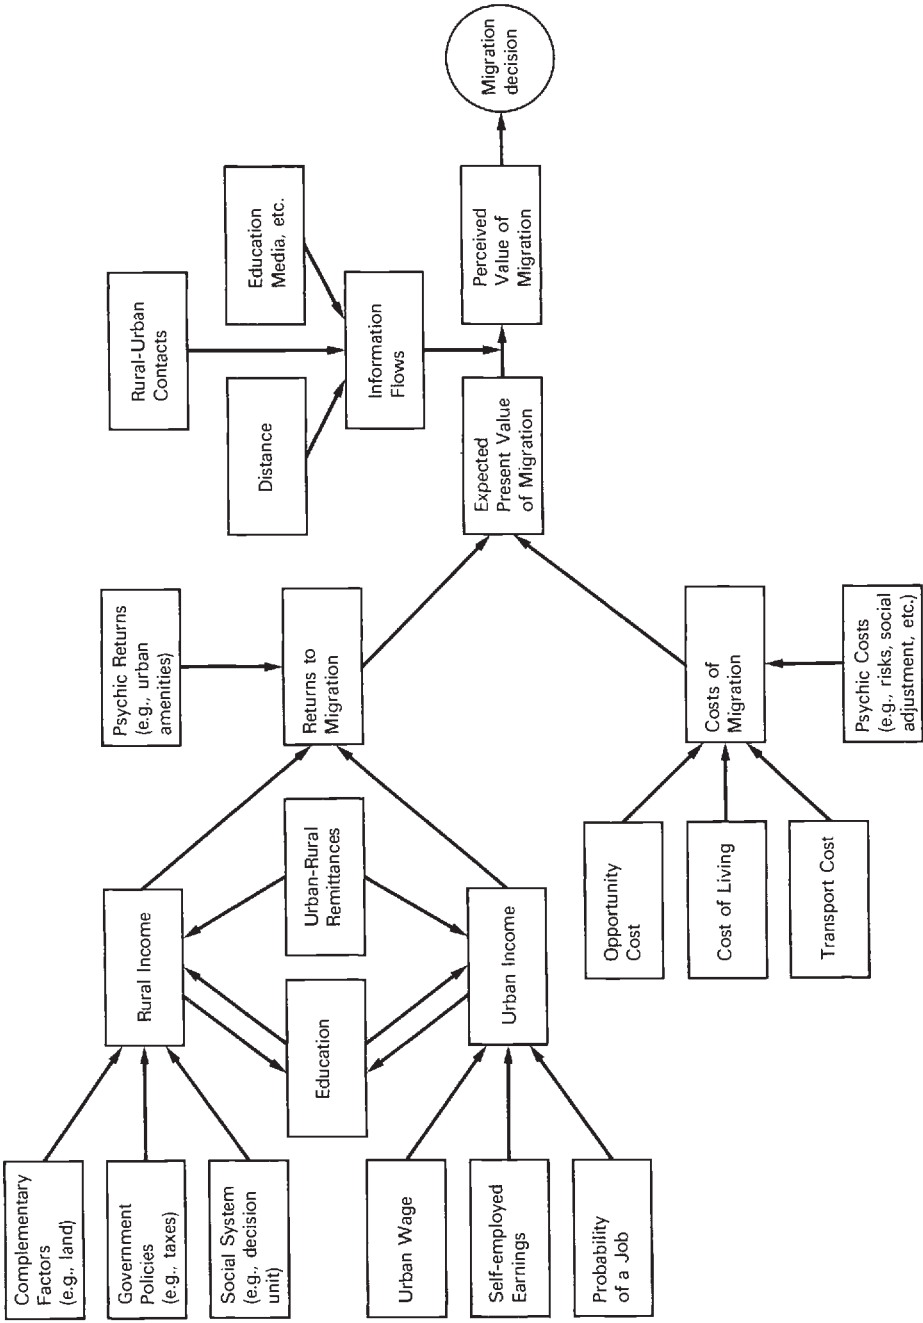 Complementary
Factors
(e.g., land)
Government
Policies
(e.g., taxes)
Social System
(e.g., decision
unit)
Urban Wage
Self-employed
Earnings
Probability
of a Job
Rural Income
Education
Urban-Rural
Remittances
Urban Income
Opportunity
Cost
Cost of Living
Transport Cost
Psychic Returns
(e.g., urban
amenities)
Returns to
Migration
Costs of
Migration
Psychic Costs
(e.g., risks, social
adjustment, etc.)
Rural-Urban
Contacts
Distance
Education
Media, etc.
Information
Flows
Expected
Present Value
of Migration
Perceived
Value of
Migration
Migration
decision